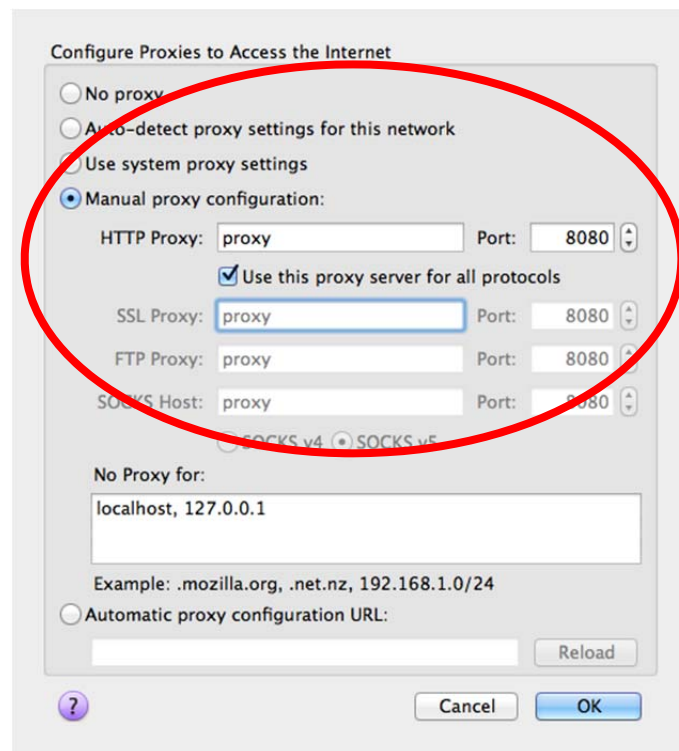 Configure Proxies to Access the Internet
No proxy
Auto-detect proxy settings for this network
Use system proxy settings
Manual proxy configuration:
HTTP Proxy: proxy Port: 8080
Use this proxy server for all protocols
SSL Proxy: proxy Port: 8080
FTP Proxy: proxy Port: 8080
SOCKS Host: proxy Port: 8080
SOCKS v4 SOCKS v5
No Proxy for:
localhost, 127.0.0.1
Example: .mozilla.org, .net.nz, 192.168.1.0/24
Automatic proxy configuration URL:
Reload
? Cancel OK